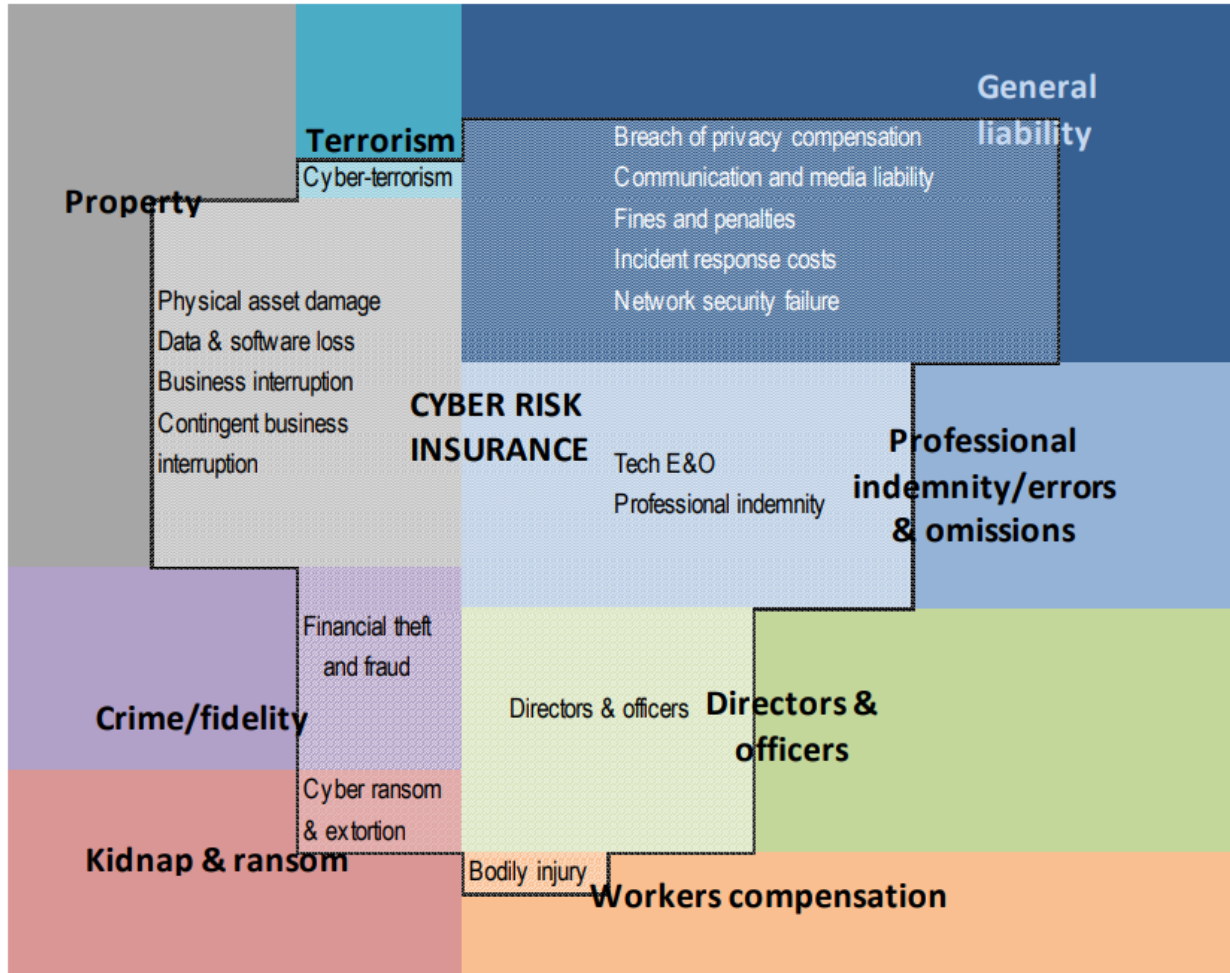 General
liability
Terrorism
Breach of privacy compensation
Cyber-terrorism
Communication and media liability
Property
Fines and penalties
Incident response costs
Network security failure
Physical asset damage
Data & software loss
Business interruption
Contingent business
interruption
CYBER RISK
INSURANCE
Tech E&O
Professional indemnity
Professional
indemnity/errors
& omissions
Financial theft
and fraud
Crime/fidelity
Directors & officers
Directors &
officers
Cyber ransom
& extortion
Kidnap & ransom
Bodily injury
Workers compensation